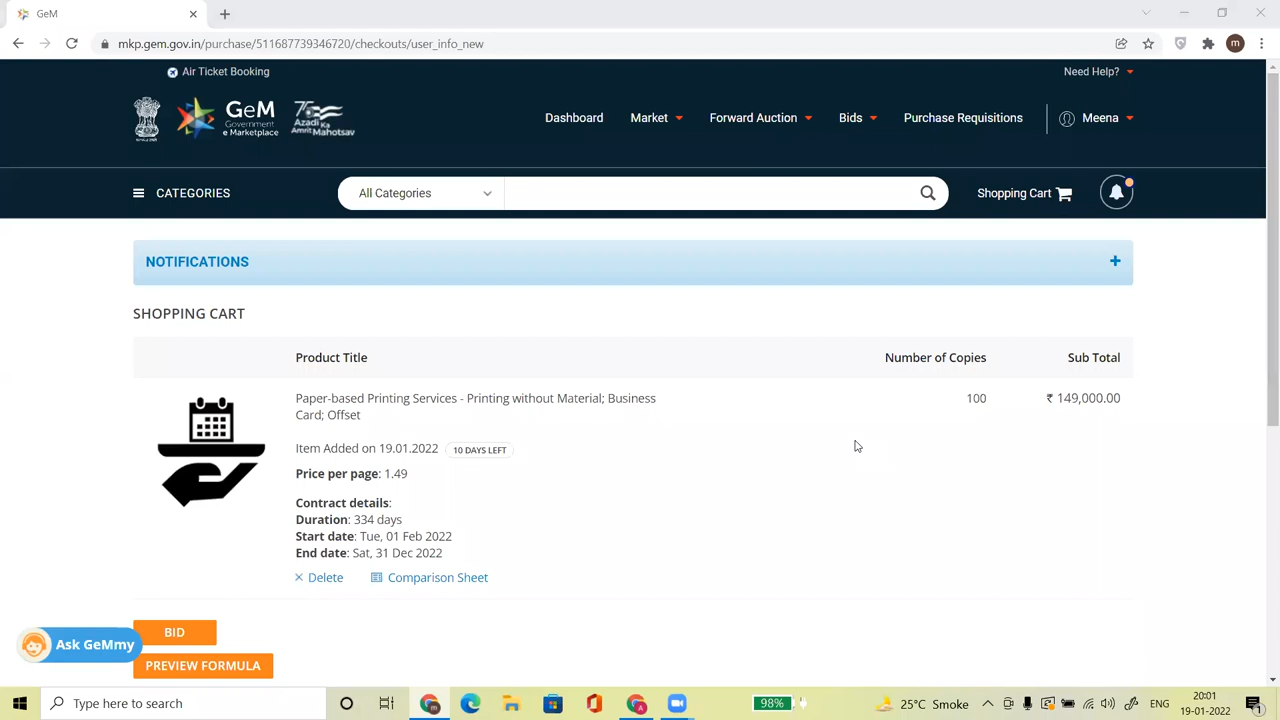 GeM
mkp.gem.gov.in/purchase/511687739346720/checkouts/user_info_new
m
Air Ticket Booking
Need Help?
GeM
Government
e Marketplace
75
Azadi Ka
Amrit Mahotsav
Dashboard
Market
Forward Auction
Bids
Purchase Requisitions
Meena
CATEGORIES
All Categories
Shopping Cart
NOTIFICATIONS
+
SHOPPING CART
Product Title
Number of Copies
Sub Total
Paper-based Printing Services - Printing without Material; Business
Card; Offset
100
₹ 149,000.00
Item Added on 19.01.2022
10 DAYS LEFT
Price per page: 1.49
Contract details:
Duration: 334 days
Start date: Tue, 01 Feb 2022
End date: Sat, 31 Dec 2022
Delete
Comparison Sheet
BID
Ask GeMmy
PREVIEW FORMULA
Type here to search
98%
25°C Smoke
ENG
20:01
19-01-2022
1